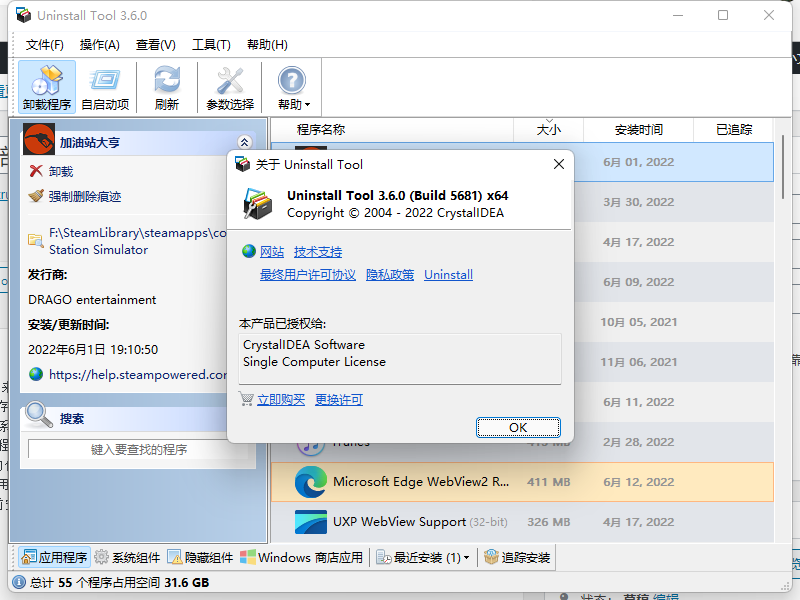 Uninstall Tool 3.6.0
文件(F) 操作(A) 查看(V) 工具(T) 帮助(H)
卸载程序 自启动项 刷新 参数选择 帮助
加油站大亨
卸载
强制删除痕迹
F:\SteamLibrary\steamapps\co
Station Simulator
发行商:
DRAGO entertainment
安装/更新时间:
2022年6月1日 19:10:50
https://help.steampowered.cor
搜索
键入要查找的程序
程序名称 大小 安装时间 已追踪
6月 01, 2022
3月 30, 2022
4月 17, 2022
6月 09, 2022
10月 05, 2021
11月 06, 2021
6月 11, 2022
2月 28, 2022
Microsoft Edge WebView2 R... 411 MB 6月 12, 2022
UXP WebView Support (32-bit) 326 MB 4月 17, 2022
关于 Uninstall Tool
Uninstall Tool 3.6.0 (Build 5681) x64
Copyright © 2004 - 2022 CrystalIDEA
网站 技术支持
最终用户许可协议 隐私政策 Uninstall
本产品已授权给:
CrystalIDEA Software
Single Computer License
立即购买 更换许可
OK
应用程序 系统组件 隐藏组件 Windows 商店应用 最近安装 (1) 追踪安装
总计 55 个程序占用空间 31.6 GB